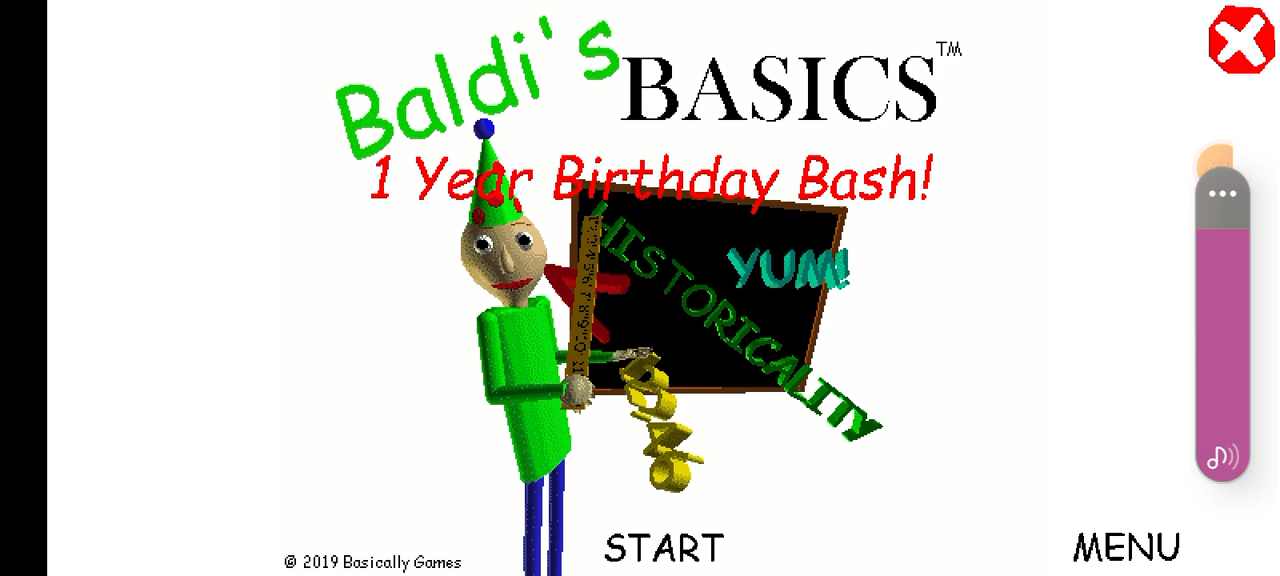 Baldi's BASICS™
1 Year Birthday Bash!
HISTORICALITY
YUM!
START
MENU
© 2019 Basically Games